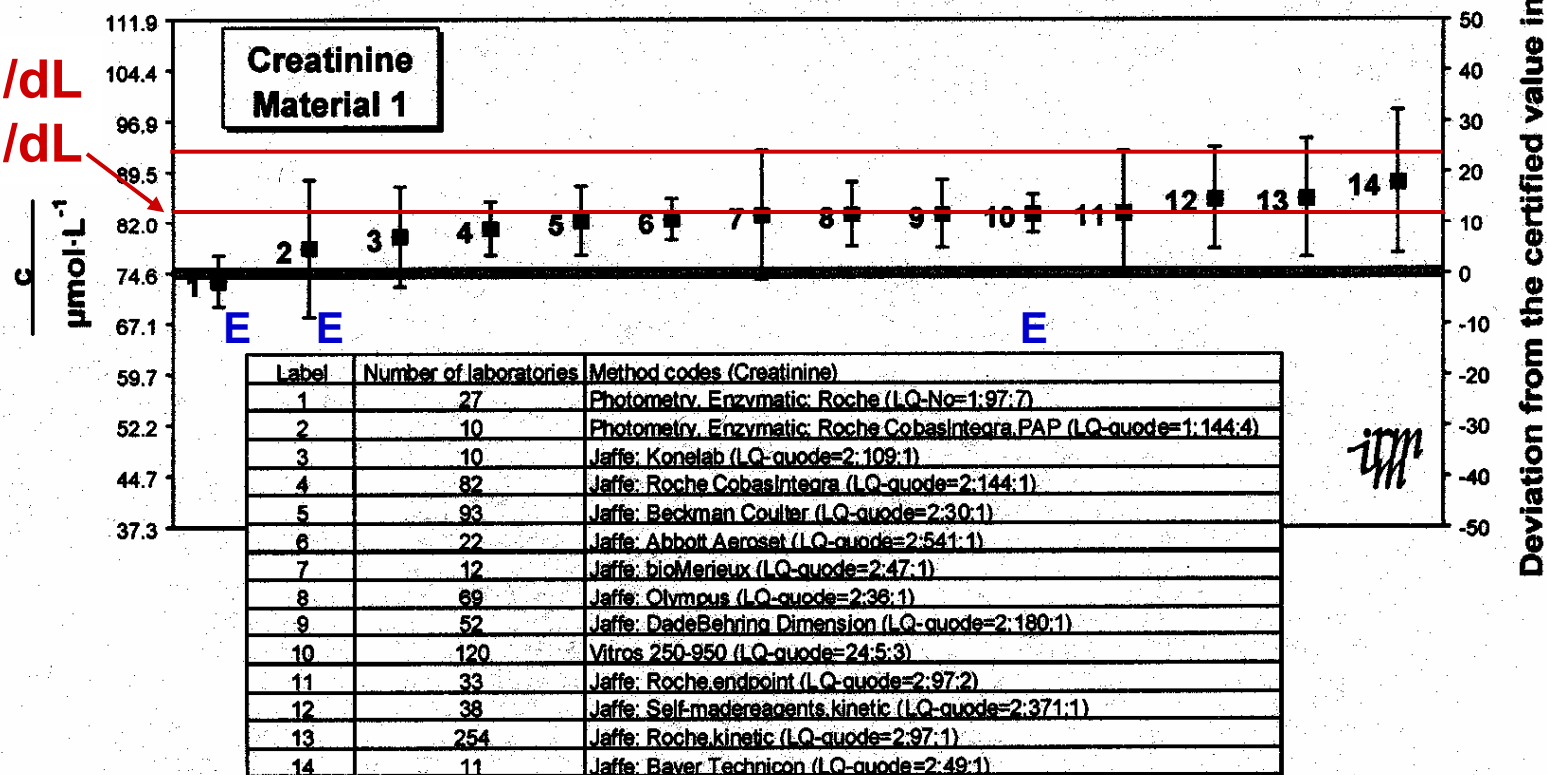 Creatinine
Material 1
/dL
/dL
111.9
104.4
96.9
89.5
82.0
74.6
67.1
59.7
52.2
44.7
37.3
c
µmol·L⁻¹
50
40
30
20
10
0
-10
-20
-30
-40
-50
Deviation from the certified value in
1
2
3
4
5
6
7
8
9
10
11
12
13
14
E
E
E
irm
Label Number of laboratories Method codes (Creatinine)
1 27 Photometry, Enzymatic: Roche (LQ-No=1;97;7)
2 10 Photometry, Enzymatic: Roche CobasIntegra,PAP (LQ-quode=1;144;4)
3 10 Jaffe: Konelab (LQ-quode=2;109;1)
4 82 Jaffe: Roche CobasIntegra (LQ-quode=2;144;1)
5 93 Jaffe: Beckman Coulter (LQ-quode=2;30;1)
6 22 Jaffe: Abbott Aeroset (LQ-quode=2;541;1)
7 12 Jaffe: bioMerieux (LQ-quode=2;47;1)
8 69 Jaffe: Olympus (LQ-quode=2;36;1)
9 52 Jaffe: DadeBehring Dimension (LQ-quode=2;180;1)
10 120 Vitros 250-950 (LQ-quode=24;5;3)
11 33 Jaffe: Roche,endpoint (LQ-quode=2;97;2)
12 38 Jaffe: Self-madereagents,kinetic (LQ-quode=2;371;1)
13 254 Jaffe: Roche,kinetic (LQ-quode=2;97;1)
14 11 Jaffe: Bayer Technicon (LQ-quode=2;49;1)